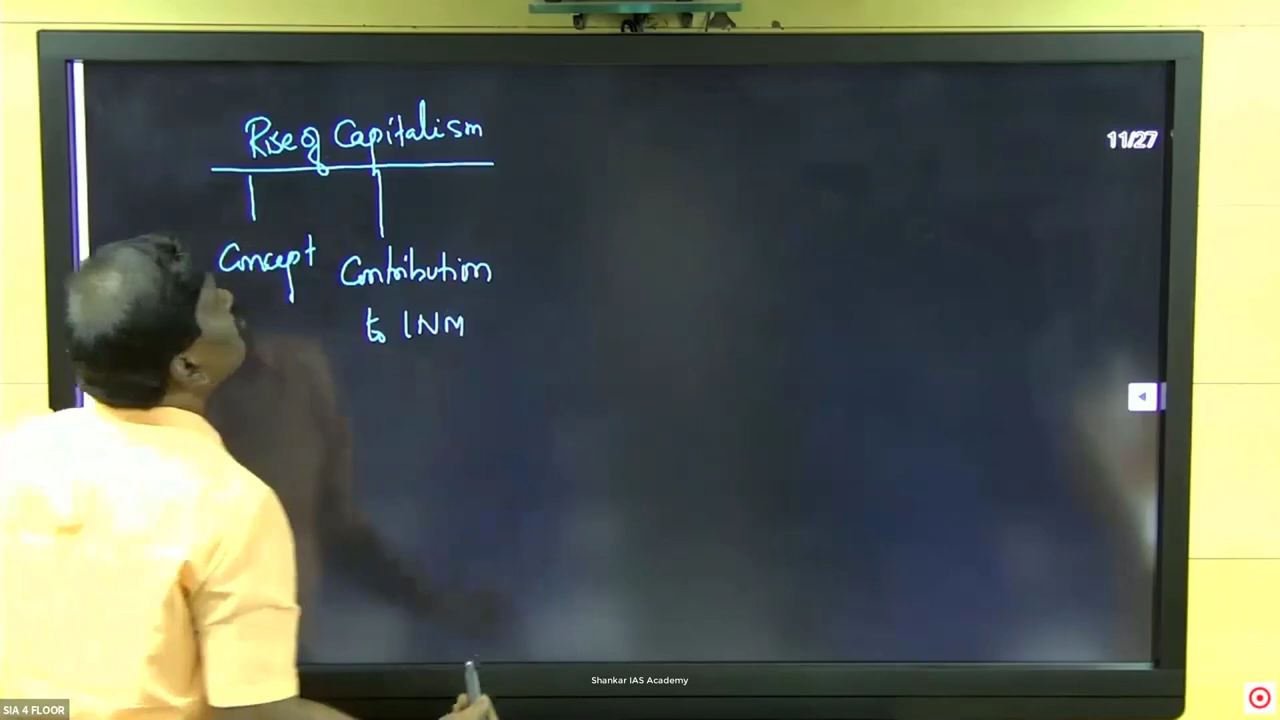 Rise of Capitalism
11/27
Concept
Contribution
to INM
Shankar IAS Academy
SIA 4 FLOOR